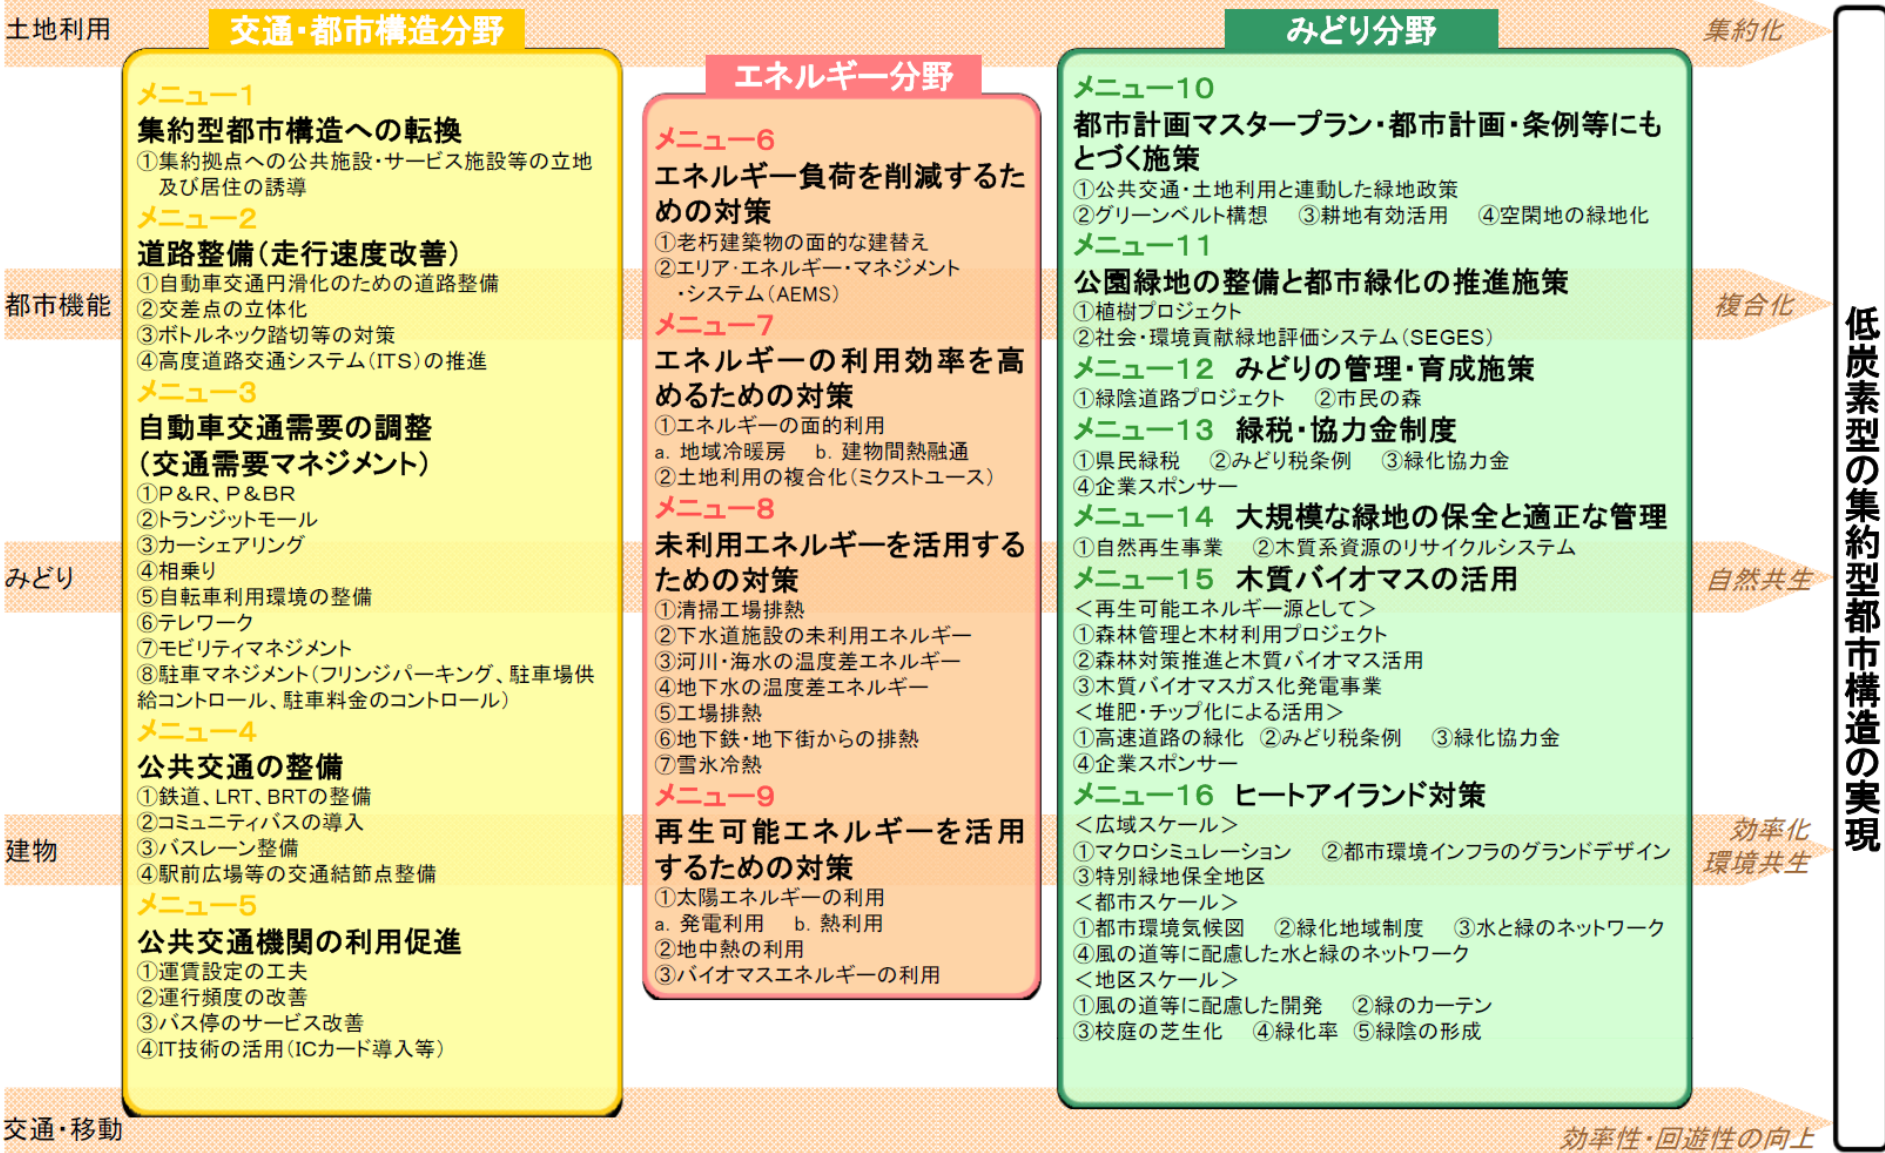 土地利用
都市機能
みどり
建物
交通・移動
交通・都市構造分野
メニュー1
集約型都市構造への転換
①集約拠点への公共施設・サービス施設等の立地
及び居住の誘導
メニュー2
道路整備(走行速度改善)
①自動車交通円滑化のための道路整備
②交差点の立体化
③ボトルネック踏切等の対策
④高度道路交通システム(ITS)の推進
メニュー3
自動車交通需要の調整
(交通需要マネジメント)
①P&R、P&BR
②トランジットモール
③カーシェアリング
④相乗り
⑤自転車利用環境の整備
⑥テレワーク
⑦モビリティマネジメント
⑧駐車マネジメント(フリンジパーキング、駐車場供
給コントロール、駐車料金のコントロール)
メニュー4
公共交通の整備
①鉄道、LRT、BRTの整備
②コミュニティバスの導入
③バスレーン整備
④駅前広場等の交通結節点整備
メニュー5
公共交通機関の利用促進
①運賃設定の工夫
②運行頻度の改善
③バス停のサービス改善
④IT技術の活用(ICカード導入等)
エネルギー分野
メニュー6
エネルギー負荷を削減するた
めの対策
①老朽建築物の面的な建替え
②エリア・エネルギー・マネジメント
・システム(AEMS)
メニュー7
エネルギーの利用効率を高
めるための対策
①エネルギーの面的利用
a. 地域冷暖房 b. 建物間熱融通
②土地利用の複合化(ミクストユース)
メニュー8
未利用エネルギーを活用する
ための対策
①清掃工場排熱
②下水道施設の未利用エネルギー
③河川・海水の温度差エネルギー
④地下水の温度差エネルギー
⑤工場排熱
⑥地下鉄・地下街からの排熱
⑦雪氷冷熱
メニュー9
再生可能エネルギーを活用
するための対策
①太陽エネルギーの利用
a. 発電利用 b. 熱利用
②地中熱の利用
③バイオマスエネルギーの利用
みどり分野
メニュー10
都市計画マスタープラン・都市計画・条例等にも
とづく施策
①公共交通・土地利用と連動した緑地政策
②グリーンベルト構想 ③耕地有効活用 ④空閑地の緑地化
メニュー11
公園緑地の整備と都市緑化の推進施策
①植樹プロジェクト
②社会・環境貢献緑地評価システム(SEGES)
メニュー12 みどりの管理・育成施策
①緑陰道路プロジェクト ②市民の森
メニュー13 緑税・協力金制度
①県民緑税 ②みどり税条例 ③緑化協力金
④企業スポンサー
メニュー14 大規模な緑地の保全と適正な管理
①自然再生事業 ②木質系資源のリサイクルシステム
メニュー15 木質バイオマスの活用
<再生可能エネルギー源として>
①森林管理と木材利用プロジェクト
②森林対策推進と木質バイオマス活用
③木質バイオマスガス化発電事業
<堆肥・チップ化による活用>
①高速道路の緑化 ②みどり税条例 ③緑化協力金
④企業スポンサー
メニュー16 ヒートアイランド対策
<広域スケール>
①マクロシミュレーション ②都市環境インフラのグランドデザイン
③特別緑地保全地区
<都市スケール>
①都市環境気候図 ②緑化地域制度 ③水と緑のネットワーク
④風の道等に配慮した水と緑のネットワーク
<地区スケール>
①風の道等に配慮した開発 ②緑のカーテン
③校庭の芝生化 ④緑化率 ⑤緑陰の形成
集約化
複合化
自然共生
効率化
環境共生
効率性・回遊性の向上
低炭素型の集約型都市構造の実現